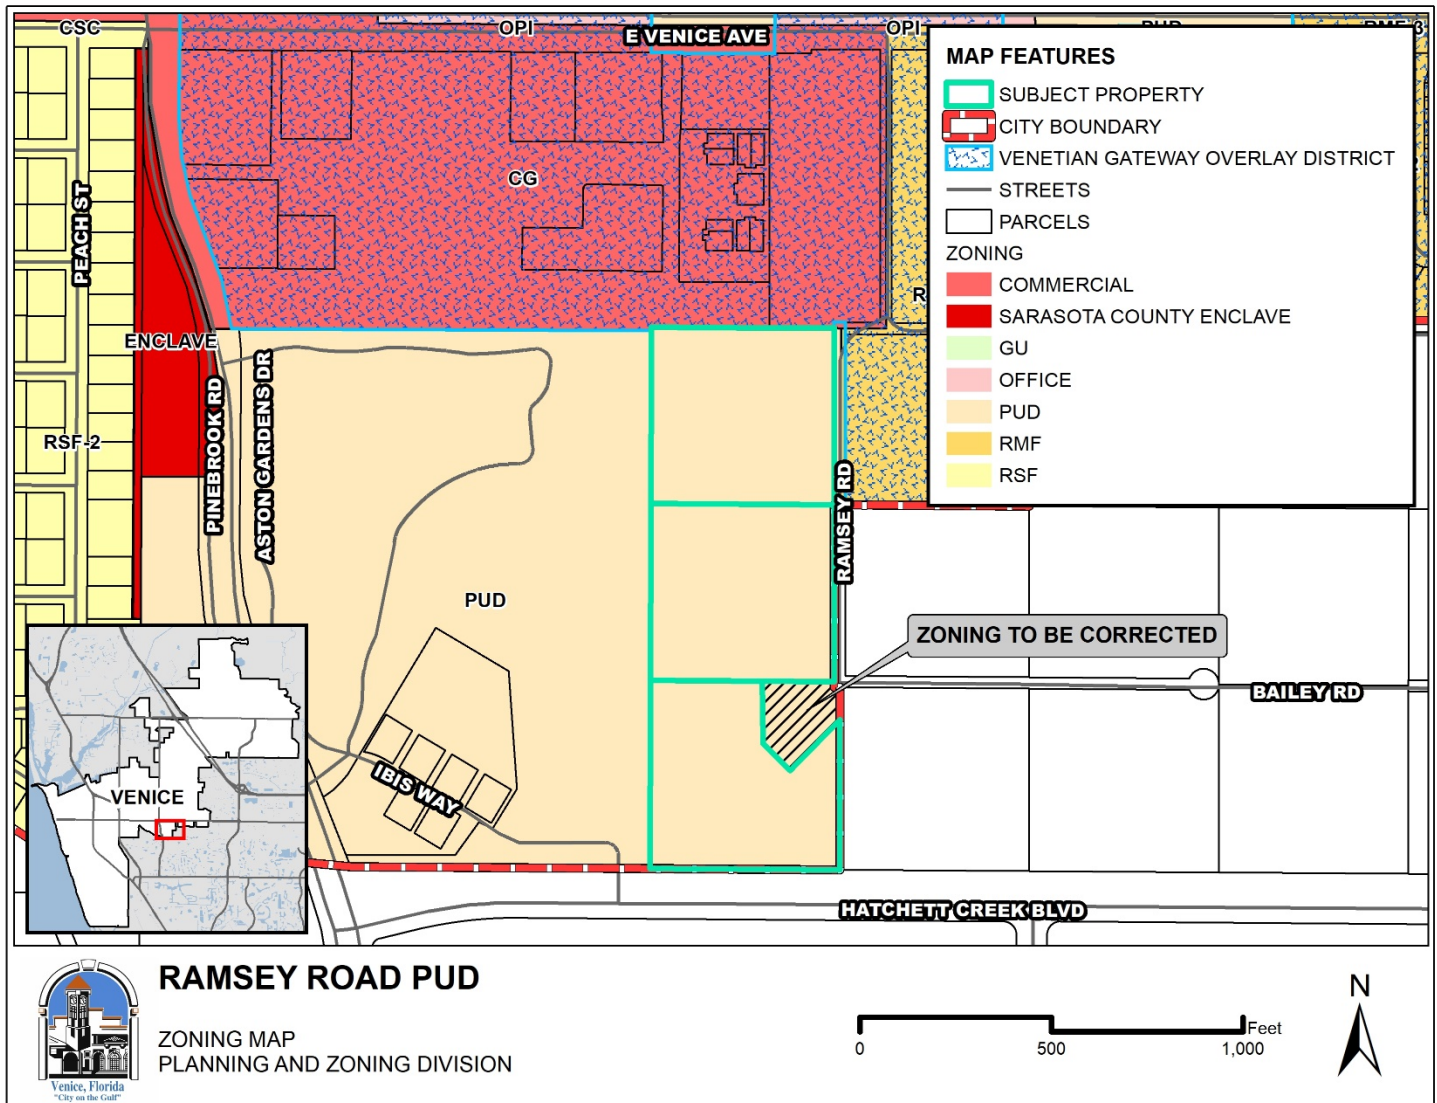 CSC
OPI
E VENICE AVE
OPI
PUD
PEACH ST
CG
ENCLAVE
RSF-2
PINEBROOK RD
ASTON GARDENS DR
PUD
RAMSEY RD
ZONING TO BE CORRECTED
BAILEY RD
IBIS WAY
HATCHETT CREEK BLVD
VENICE
MAP FEATURES
SUBJECT PROPERTY
CITY BOUNDARY
VENETIAN GATEWAY OVERLAY DISTRICT
STREETS
PARCELS
ZONING
COMMERCIAL
SARASOTA COUNTY ENCLAVE
GU
OFFICE
PUD
RMF
RSF
RAMSEY ROAD PUD
ZONING MAP
PLANNING AND ZONING DIVISION
Venice, Florida
"City on the Gulf"
Feet
0 500 1,000
N